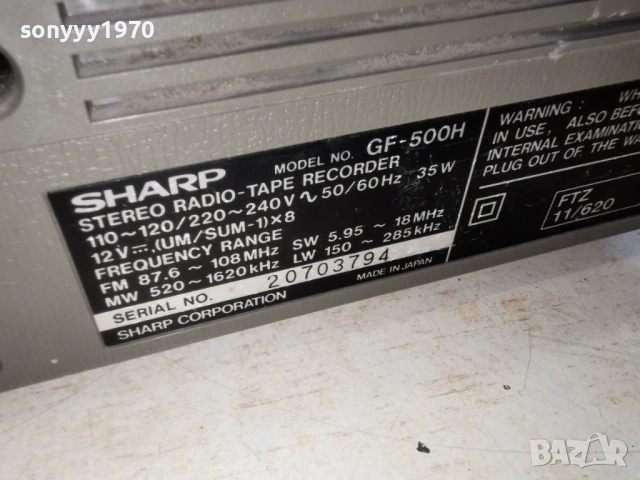 sonyyy1970
SHARP MODEL NO. GF-500H
STEREO RADIO-TAPE RECORDER
110~120/220~240V∿50/60Hz 35W
12V⎓(UM/SUM-1)×8
FREQUENCY RANGE SW 5.95 ~ 18MHz
FM 87.6 ~ 108MHz LW 150 ~ 285kHz
MW 520~1620kHz
SERIAL NO. 20703794
SHARP CORPORATION MADE IN JAPAN
WARNING: WH
IN USE, ALSO BEF
INTERNAL EXAMINATI
PLUG OUT OF THE WA
FTZ
11/620
BAZAR